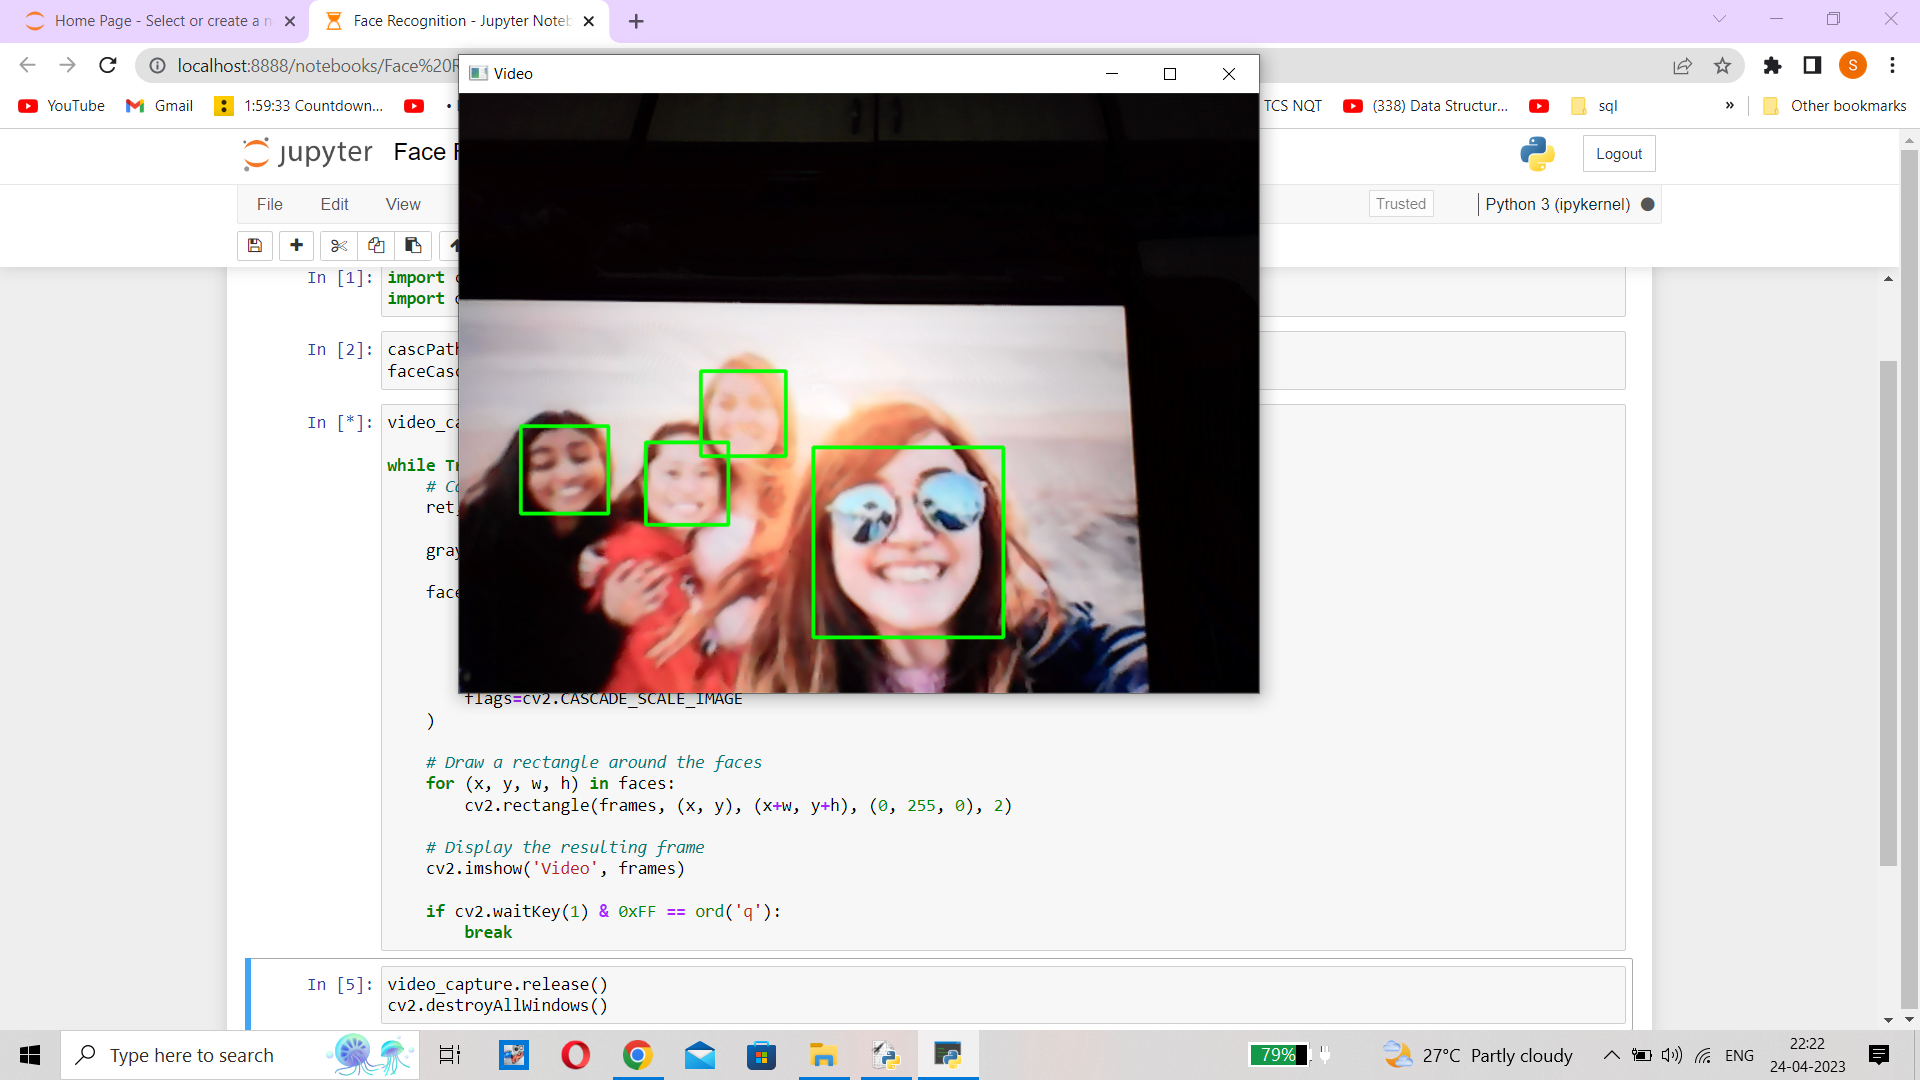 Home Page - Select or create a n
Face Recognition - Jupyter Noteb
localhost:8888/notebooks/Face%20R
S
YouTube
Gmail
1:59:33 Countdown...
TCS NQT
(338) Data Structur...
sql
»
Other bookmarks
Video
jupyter
Face
Logout
File
Edit
View
Trusted
Python 3 (ipykernel)
In [1]:
import
import
In [2]:
cascPath
faceCasc
In [*]:
video_ca
while Tr
# Ca
ret,
gray
face
flags=cv2.CASCADE_SCALE_IMAGE
)
# Draw a rectangle around the faces
for (x, y, w, h) in faces:
cv2.rectangle(frames, (x, y), (x+w, y+h), (0, 255, 0), 2)
# Display the resulting frame
cv2.imshow('Video', frames)
if cv2.waitKey(1) & 0xFF == ord('q'):
break
In [5]:
video_capture.release()
cv2.destroyAllWindows()
Type here to search
79%
27°C Partly cloudy
ENG
22:22
24-04-2023